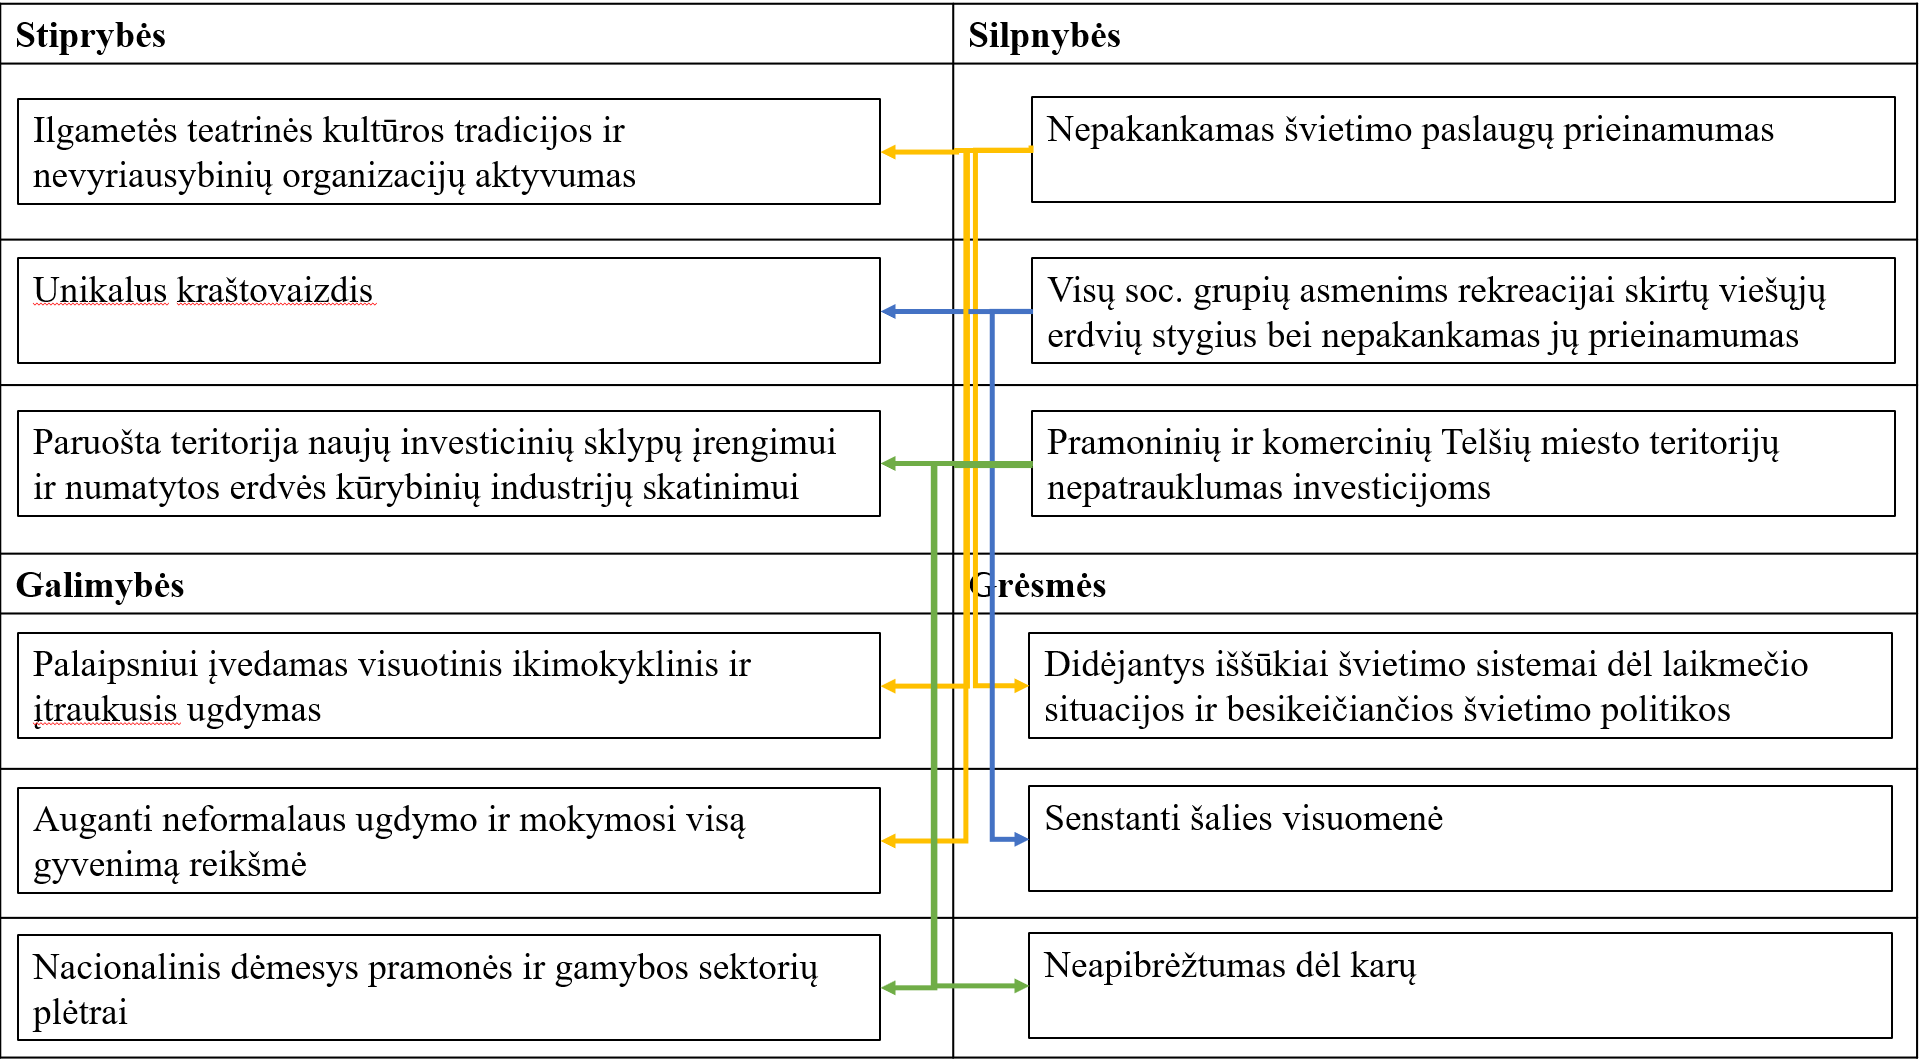 Stiprybės
Silpnybės
Ilgametės teatrinės kultūros tradicijos ir
nevyriausybinių organizacijų aktyvumas
Nepakankamas švietimo paslaugų prieinamumas
Unikalus kraštovaizdis
Visų soc. grupių asmenims rekreacijai skirtų viešųjų
erdvių stygius bei nepakankamas jų prieinamumas
Paruošta teritorija naujų investicinių sklypų įrengimui
ir numatytos erdvės kūrybinių industrijų skatinimui
Pramoninių ir komercinių Telšių miesto teritorijų
nepatrauklumas investicijoms
Galimybės
Grėsmės
Palaipsniui įvedamas visuotinis ikimokyklinis ir
įtraukusis ugdymas
Didėjantys iššūkiai švietimo sistemai dėl laikmečio
situacijos ir besikeičiančios švietimo politikos
Auganti neformalaus ugdymo ir mokymosi visą
gyvenimą reikšmė
Senstanti šalies visuomenė
Nacionalinis dėmesys pramonės ir gamybos sektorių
plėtrai
Neapibrėžtumas dėl karų